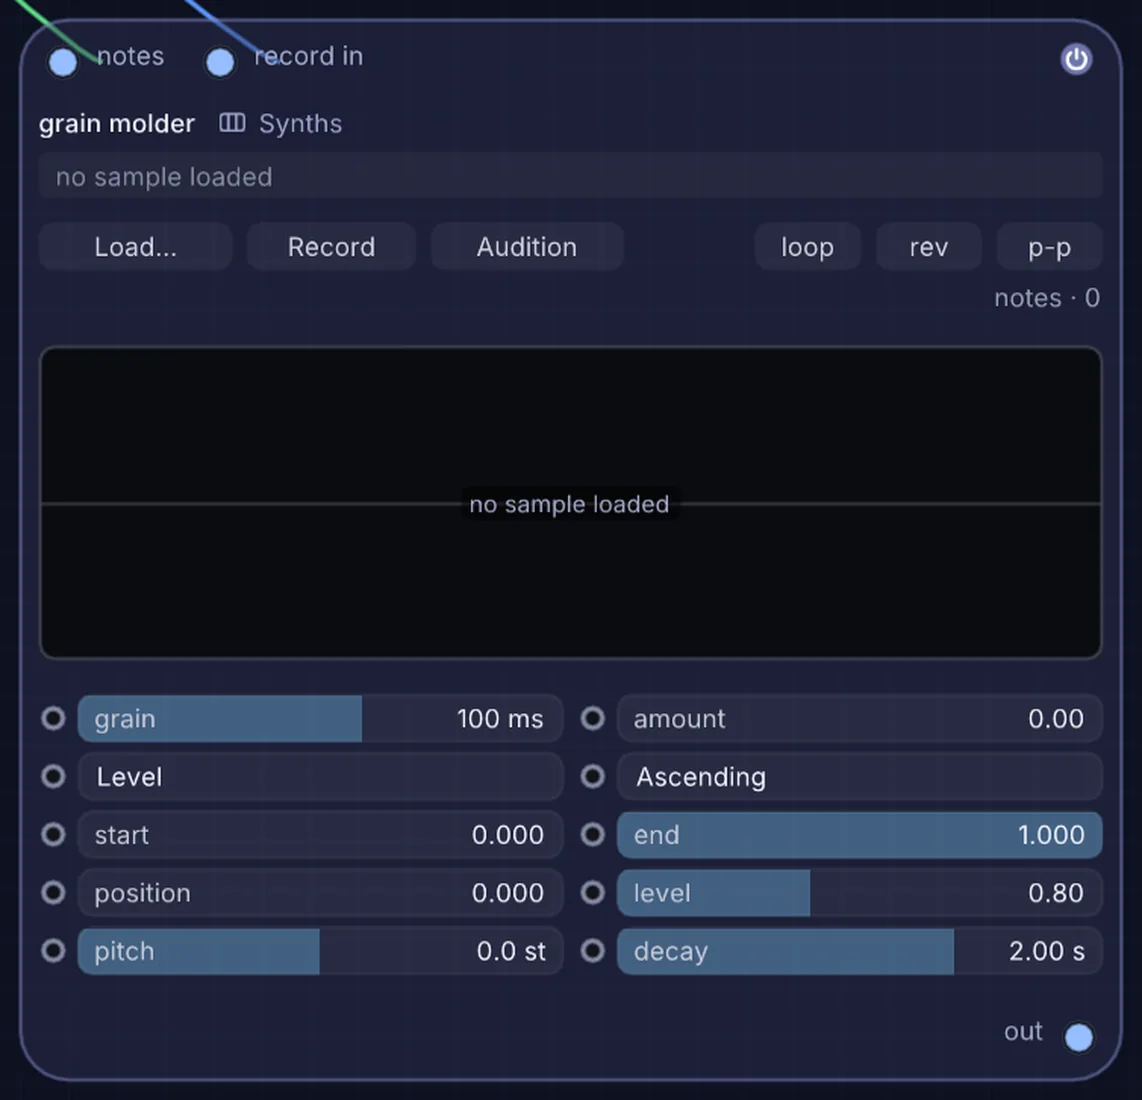 notes record in
grain molder Synths
no sample loaded
Load... Record Audition loop rev p-p
notes · 0
no sample loaded
grain 100 ms amount 0.00
Level Ascending
start 0.000 end 1.000
position 0.000 level 0.80
pitch 0.0 st decay 2.00 s
out